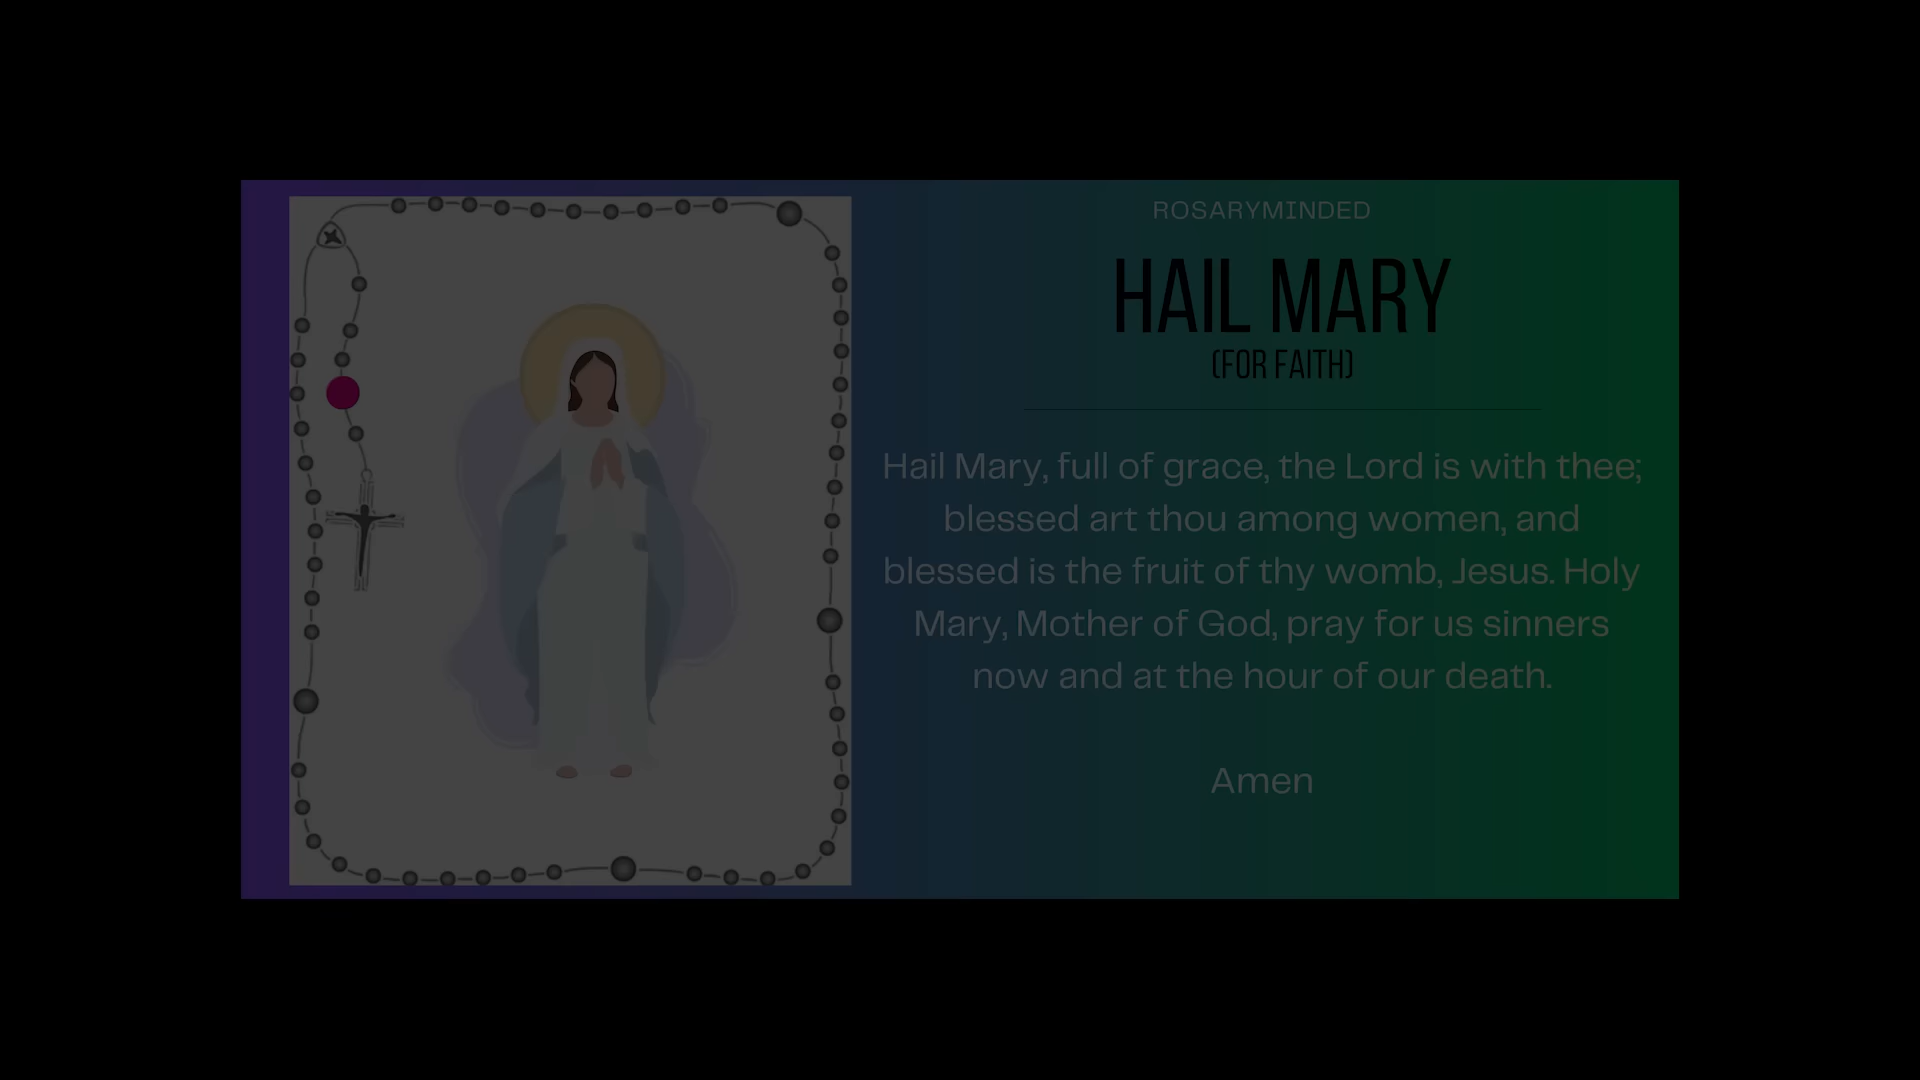 ROSARYMINDED
HAIL MARY
(FOR FAITH)
Hail Mary, full of grace, the Lord is with thee;
blessed art thou among women, and
blessed is the fruit of thy womb, Jesus. Holy
Mary, Mother of God, pray for us sinners
now and at the hour of our death.
Amen